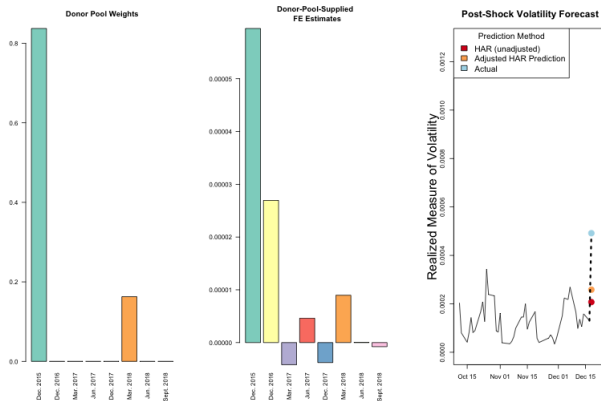 Donor Pool Weights
0.8
0.6
0.4
0.2
0.0
Dec. 2015
Dec. 2016
Mar. 2017
Jun. 2017
Dec. 2017
Mar. 2018
Jun. 2018
Sept. 2018
Donor-Pool-Supplied
FE Estimates
0.00005
0.00004
0.00003
0.00002
0.00001
0.00000
Dec. 2015
Dec. 2016
Mar. 2017
Jun. 2017
Dec. 2017
Mar. 2018
Jun. 2018
Sept. 2018
Post-Shock Volatility Forecast
Prediction Method
HAR (unadjusted)
Adjusted HAR Prediction
Actual
Realized Measure of Volatility
0.0012
0.0010
0.0008
0.0006
0.0004
0.0002
0.0000
Oct 15
Nov 01
Nov 15
Dec 01
Dec 15